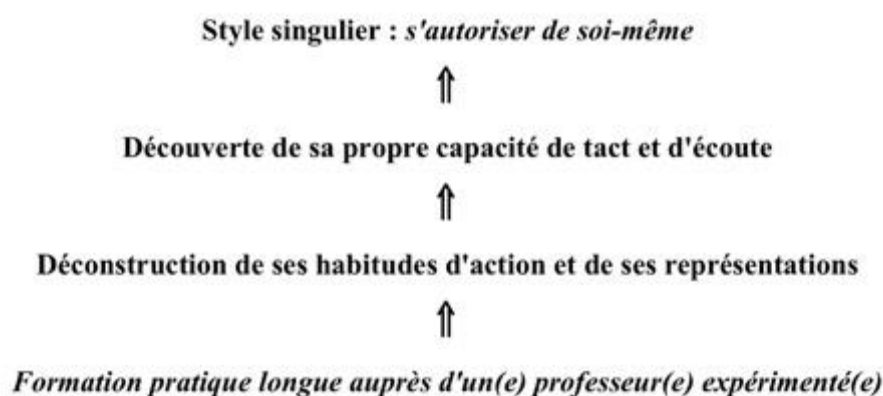 Style singulier : s'autoriser de soi-même
⇑
Découverte de sa propre capacité de tact et d'écoute
⇑
Déconstruction de ses habitudes d'action et de ses représentations
⇑
Formation pratique longue auprès d'un(e) professeur(e) expérimenté(e)